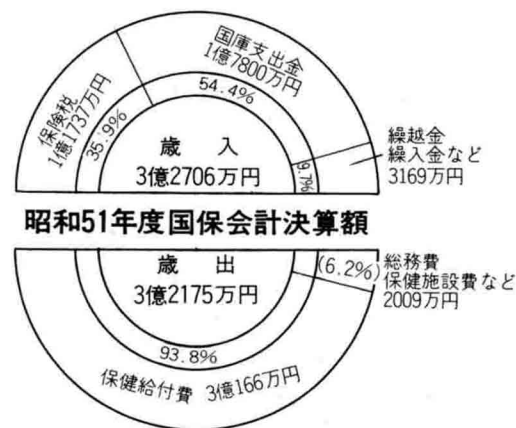 国庫支出金
1億7800万円
54.4%
保険税
1億1737万円
35.9%
繰越金
繰入金など
3169万円
9.7%
歳入
3億2706万円
昭和51年度国保会計決算額
歳出
3億2175万円
(6.2%)
総務費
保健施設費など
2009万円
93.8%
保健給付費 3億166万円